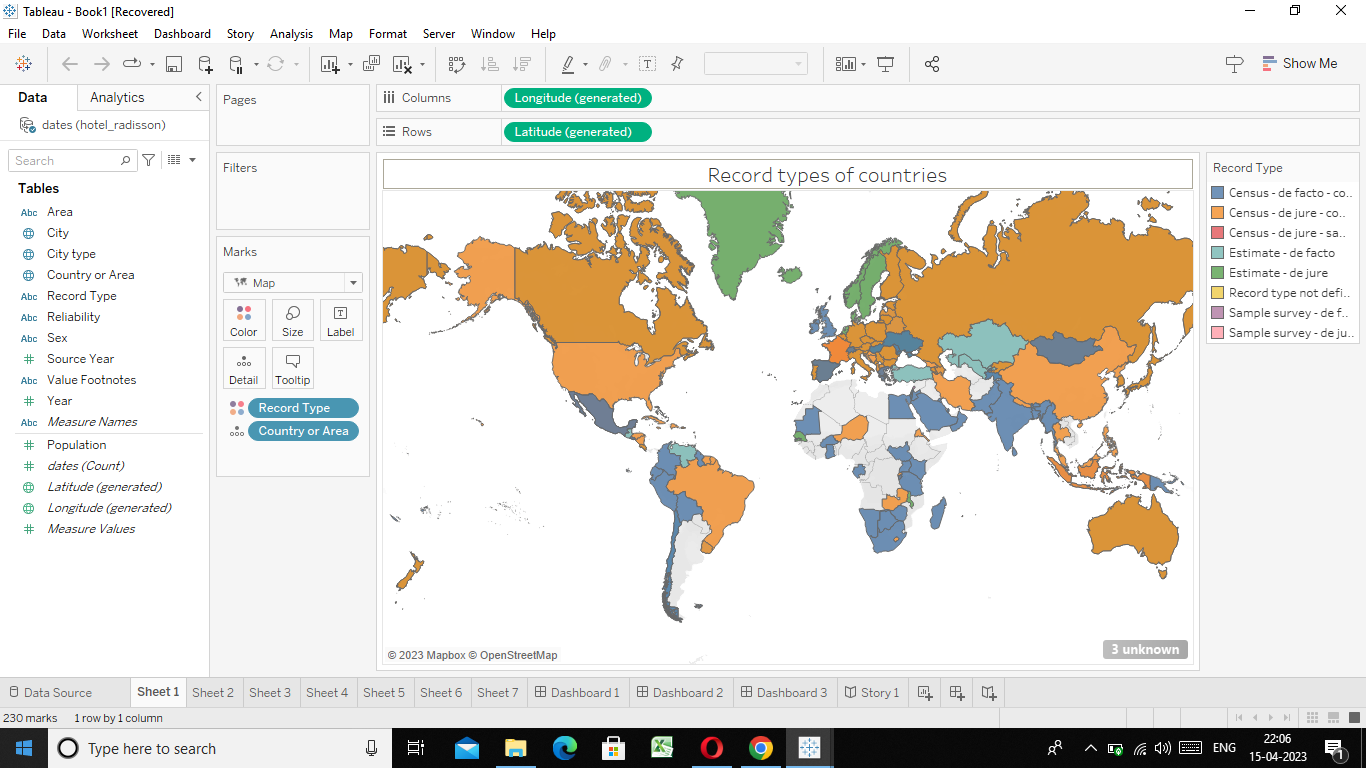 Tableau - Book1 [Recovered]
File Data Worksheet Dashboard Story Analysis Map Format Server Window Help
Show Me
Data Analytics
dates (hotel_radisson)
Search
Tables
Abc Area
City
City type
Country or Area
Abc Record Type
Abc Reliability
Abc Sex
Source Year
Abc Value Footnotes
Year
Abc Measure Names
Population
dates (Count)
Latitude (generated)
Longitude (generated)
Measure Values
Pages
Filters
Marks
Map
Color Size Label
Detail Tooltip
Record Type
Country or Area
Columns Longitude (generated)
Rows Latitude (generated)
Record types of countries
© 2023 Mapbox © OpenStreetMap
3 unknown
Record Type
Census - de facto - co..
Census - de jure - co...
Census - de jure - sa...
Estimate - de facto
Estimate - de jure
Record type not defi..
Sample survey - de f..
Sample survey - de ju..
Data Source Sheet 1 Sheet 2 Sheet 3 Sheet 4 Sheet 5 Sheet 6 Sheet 7 Dashboard 1 Dashboard 2 Dashboard 3 Story 1
230 marks 1 row by 1 column
Type here to search
ENG
22:06
15-04-2023
1